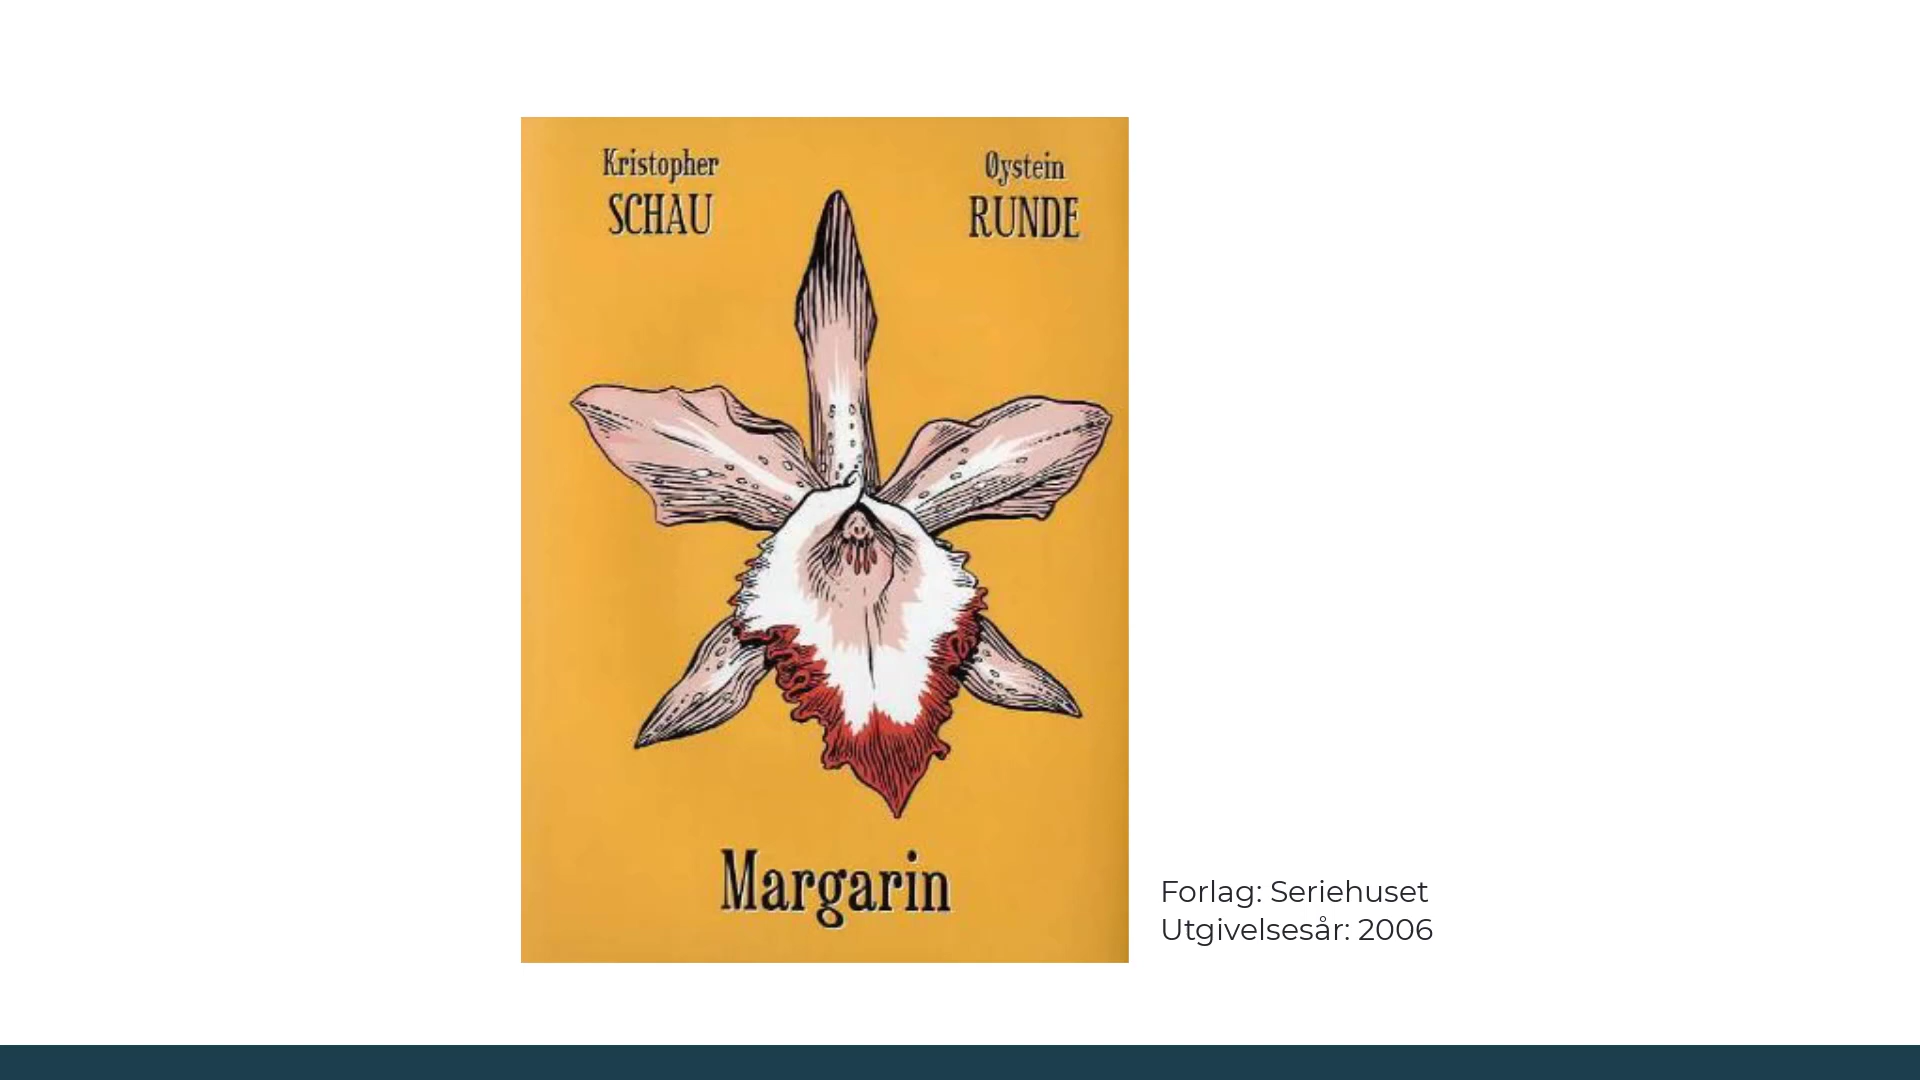 Kristopher
SCHAU
Øystein
RUNDE
Margarin
Forlag: Seriehuset
Utgivelsesår: 2006